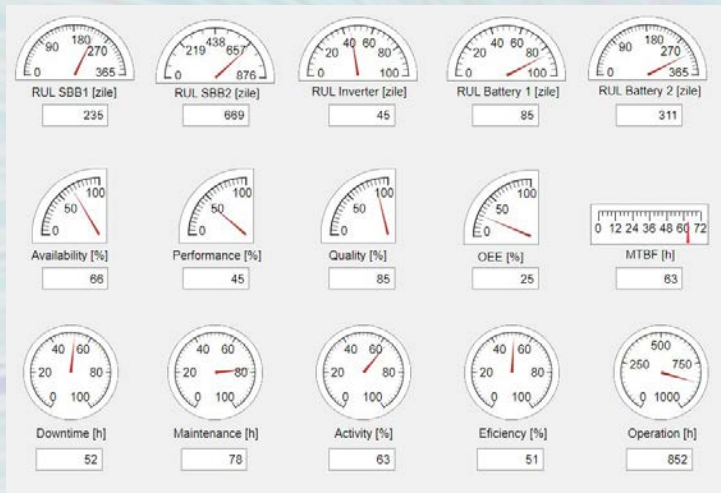 90 180 270 0 365
219 438 657 0 876
20 40 60 80 0 100
20 40 60 80 0 100
90 180 270 0 365
RUL SBB1 [zile] RUL SBB2 [zile] RUL Inverter [zile] RUL Battery 1 [zile] RUL Battery 2 [zile]
235 669 45 85 311
0 50 100
0 50 100
0 50 100
0 50 100
0 12 24 36 48 60 72
Availability [%] Performance [%] Quality [%] OEE [%] MTBF [h]
66 45 85 25 63
0 20 40 60 80 100
0 20 40 60 80 100
0 20 40 60 80 100
0 20 40 60 80 100
0 250 500 750 1000
Downtime [h] Maintenance [h] Activity [%] Eficiency [%] Operation [h]
52 78 63 51 852